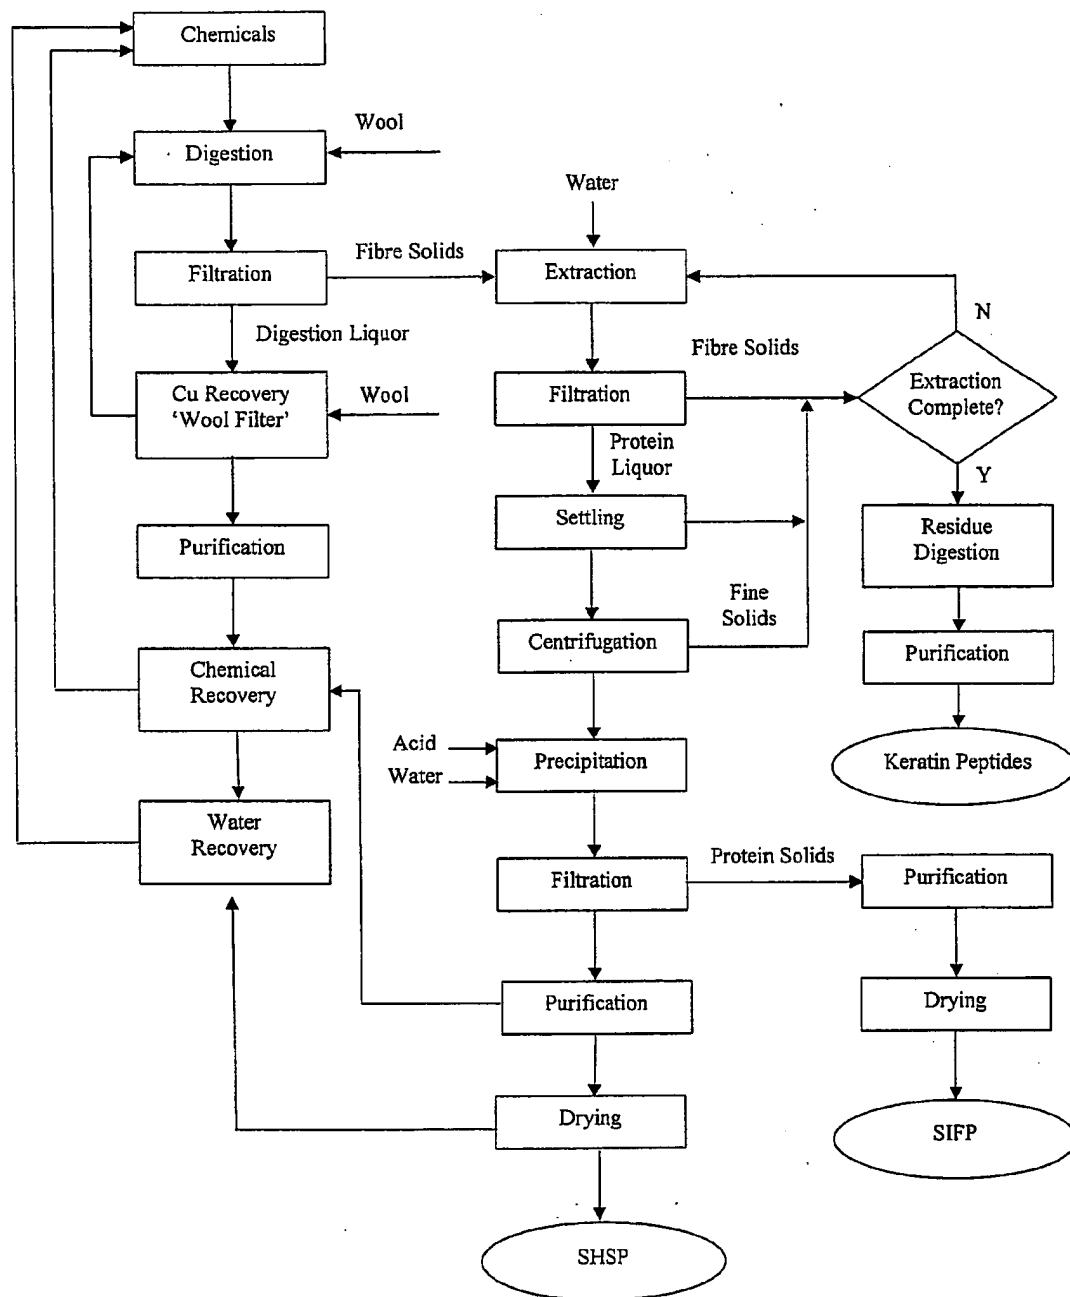 Chemicals
Wool
Digestion
Water
Fibre Solids
Filtration
Extraction
N
Digestion Liquor
Fibre Solids
Cu Recovery
'Wool Filter'
Wool
Filtration
Extraction
Complete?
Protein
Liquor
Y
Settling
Residue
Digestion
Purification
Fine
Solids
Centrifugation
Purification
Chemical
Recovery
Acid
Water
Precipitation
Keratin Peptides
Water
Recovery
Protein Solids
Filtration
Purification
Purification
Drying
Drying
SIFP
SHSP